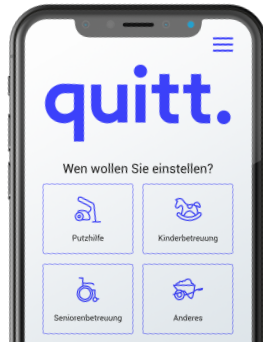 quitt.
Wen wollen Sie einstellen?
Putzhilfe
Kinderbetreuung
Seniorenbetreuung
Anderes